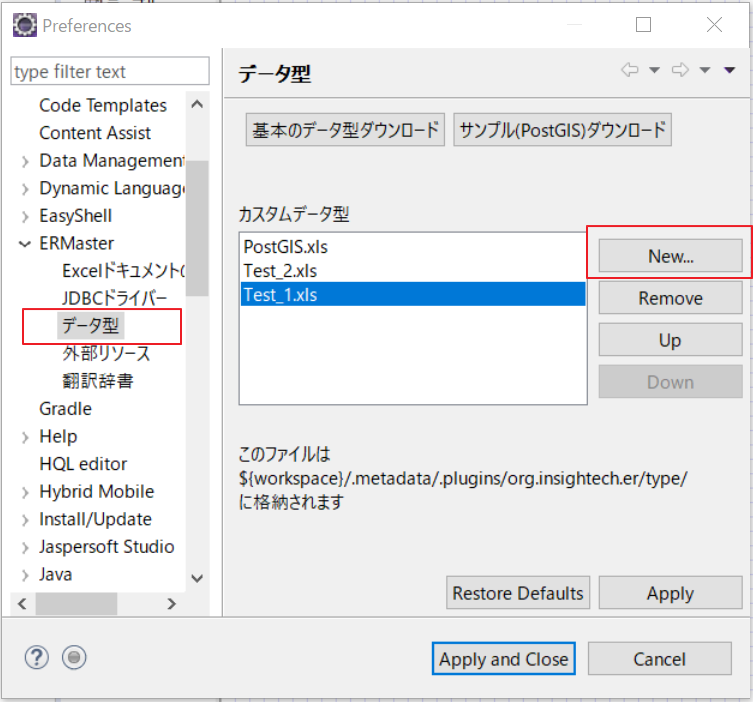 Preferences
type filter text
Code Templates
Content Assist
Data Management
Dynamic Languag
EasyShell
ERMaster
Excelドキュメントの
JDBCドライバー
データ型
外部リソース
翻訳辞書
Gradle
Help
HQL editor
Hybrid Mobile
Install/Update
Jaspersoft Studio
Java
データ型
基本のデータ型ダウンロード
サンプル(PostGIS)ダウンロード
カスタムデータ型
PostGIS.xls
Test_2.xls
Test_1.xls
New...
Remove
Up
Down
このファイルは
${workspace}/.metadata/.plugins/org.insightech.er/type/
に格納されます
Restore Defaults
Apply
Apply and Close
Cancel